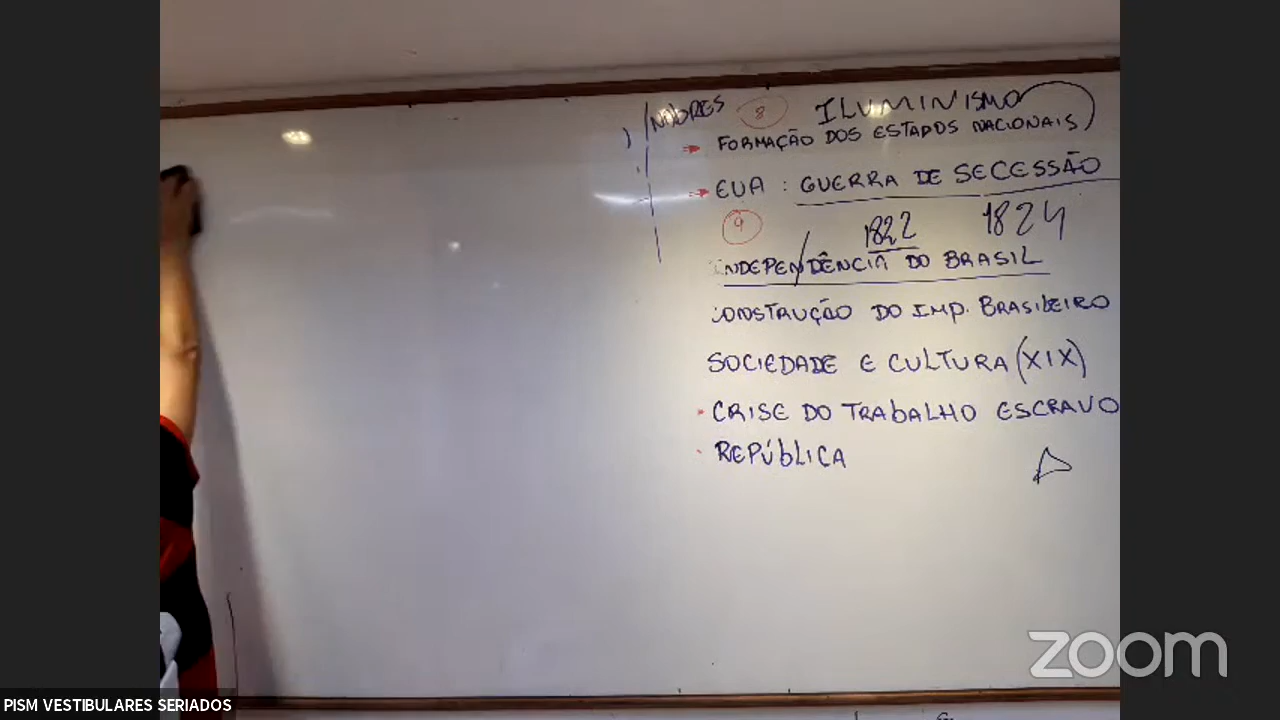 NOBRES 8 ILUMINISMO
FORMAÇÃO DOS ESTADOS NACIONAIS
EUA : GUERRA DE SECESSÃO
9 1822 1824
INDEPENDÊNCIA DO BRASIL
CONSTRUÇÃO DO IMP. BRASILEIRO
SOCIEDADE E CULTURA (XIX)
CRISE DO TRABALHO ESCRAVO
REPÚBLICA
zoom
PISM VESTIBULARES SERIADOS